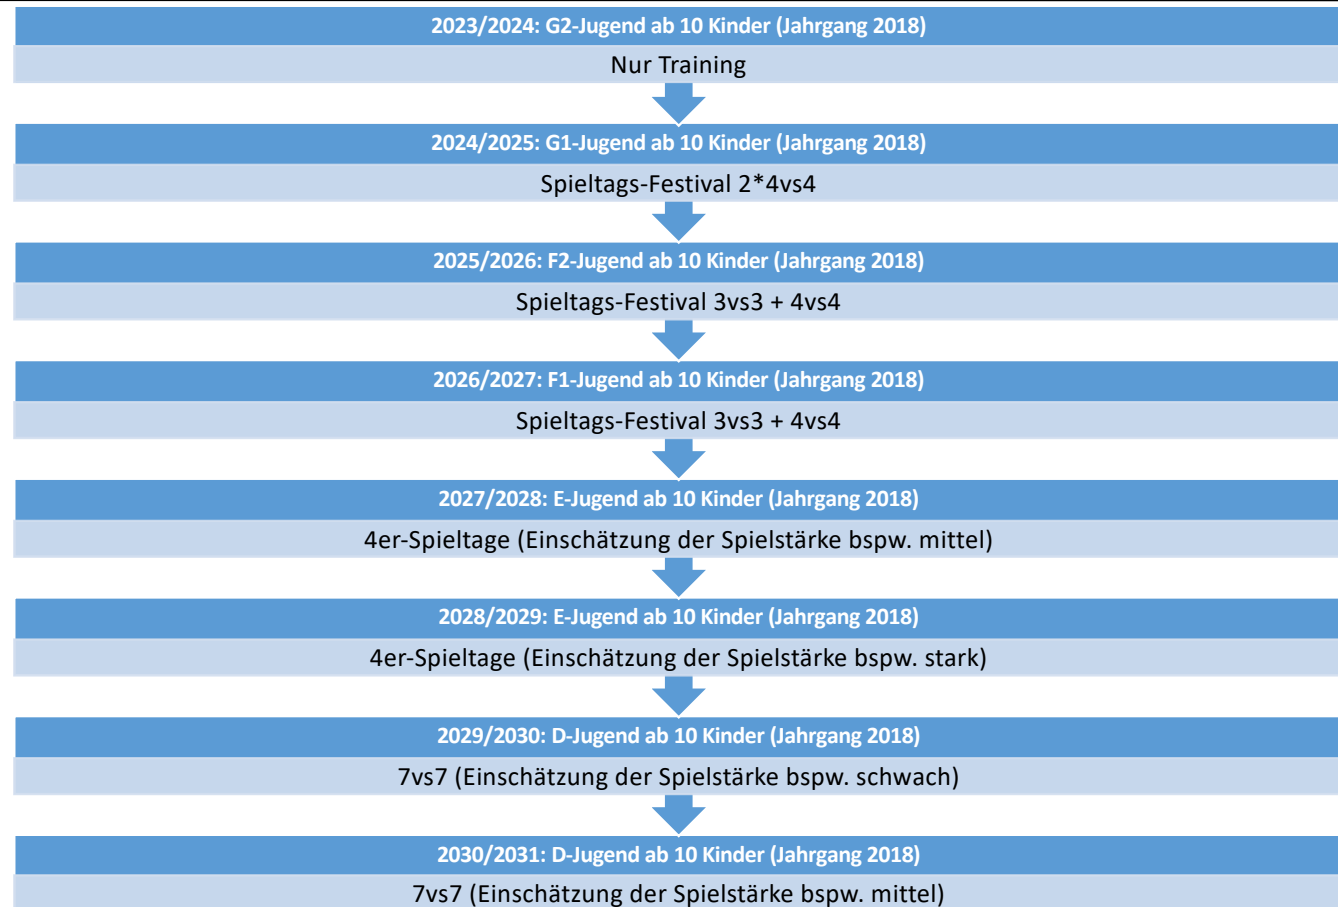 2023/2024: G2-Jugend ab 10 Kinder (Jahrgang 2018)
Nur Training
2024/2025: G1-Jugend ab 10 Kinder (Jahrgang 2018)
Spieltags-Festival 2*4vs4
2025/2026: F2-Jugend ab 10 Kinder (Jahrgang 2018)
Spieltags-Festival 3vs3 + 4vs4
2026/2027: F1-Jugend ab 10 Kinder (Jahrgang 2018)
Spieltags-Festival 3vs3 + 4vs4
2027/2028: E-Jugend ab 10 Kinder (Jahrgang 2018)
4er-Spieltage (Einschätzung der Spielstärke bspw. mittel)
2028/2029: E-Jugend ab 10 Kinder (Jahrgang 2018)
4er-Spieltage (Einschätzung der Spielstärke bspw. stark)
2029/2030: D-Jugend ab 10 Kinder (Jahrgang 2018)
7vs7 (Einschätzung der Spielstärke bspw. schwach)
2030/2031: D-Jugend ab 10 Kinder (Jahrgang 2018)
7vs7 (Einschätzung der Spielstärke bspw. mittel)